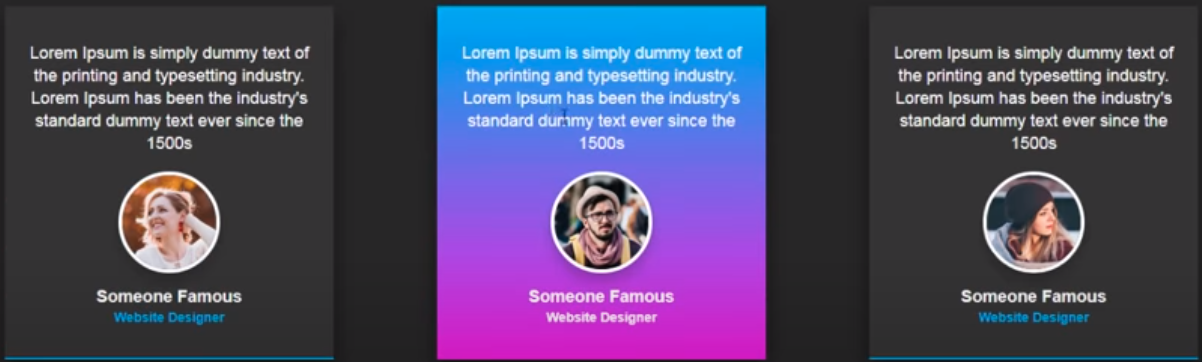 Lorem Ipsum is simply dummy text of
the printing and typesetting industry.
Lorem Ipsum has been the industry's
standard dummy text ever since the
1500s
Someone Famous
Website Designer
Lorem Ipsum is simply dummy text of
the printing and typesetting industry.
Lorem Ipsum has been the industry's
standard dummy text ever since the
1500s
Someone Famous
Website Designer
Lorem Ipsum is simply dummy text of
the printing and typesetting industry.
Lorem Ipsum has been the industry's
standard dummy text ever since the
1500s
Someone Famous
Website Designer